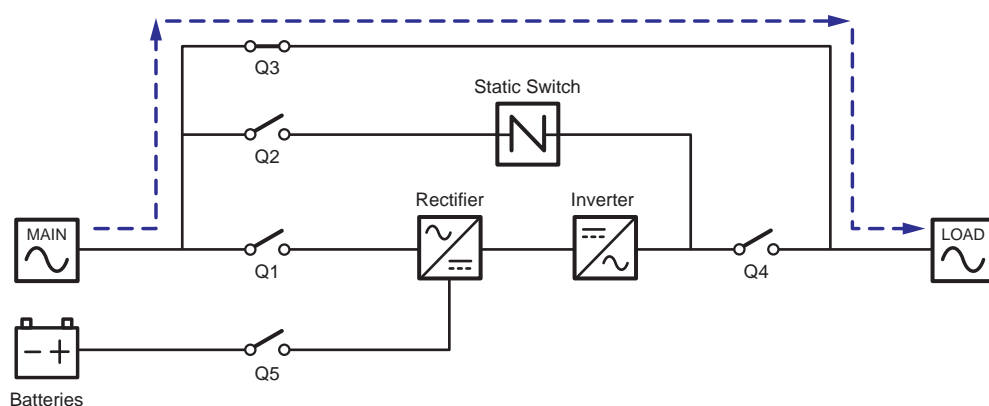 Q3
Static Switch
Q2
Rectifier
Inverter
MAIN
LOAD
Q1
Q4
- +
Q5
Batteries